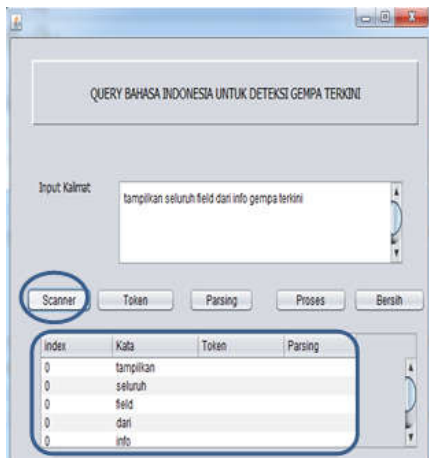 QUERY BAHASA INDONESIA UNTUK DETEKSI GEMPA TERKINI
Input Kalimat
tampilkan seluruh field dari info gempa terkini
Scanner Token Parsing Proses Bersih
index Kata Token Parsing
0 tampilkan
0 seluruh
0 field
0 dari
0 info